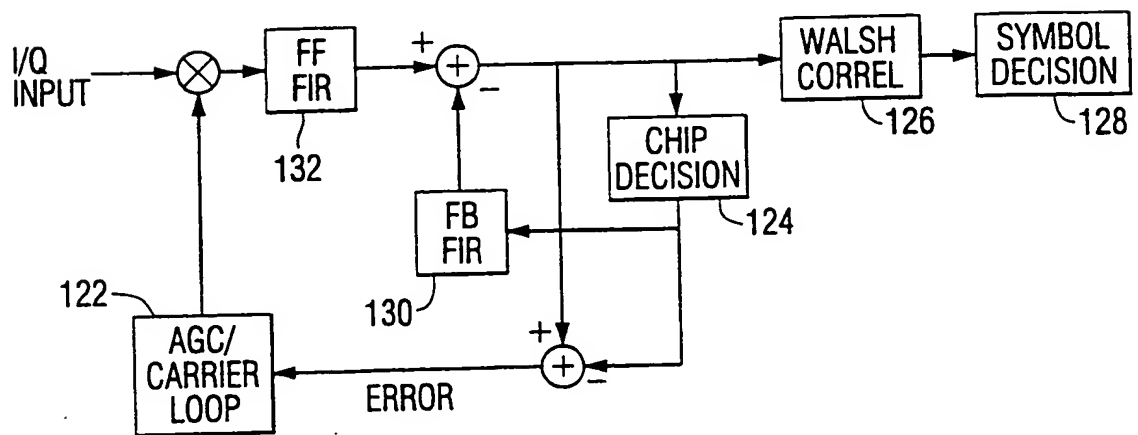 I/Q
INPUT
FF
FIR
132
+
+
-
WALSH
CORREL
126
SYMBOL
DECISION
128
CHIP
DECISION
124
FB
FIR
130
122
AGC/
CARRIER
LOOP
ERROR
+
+
-